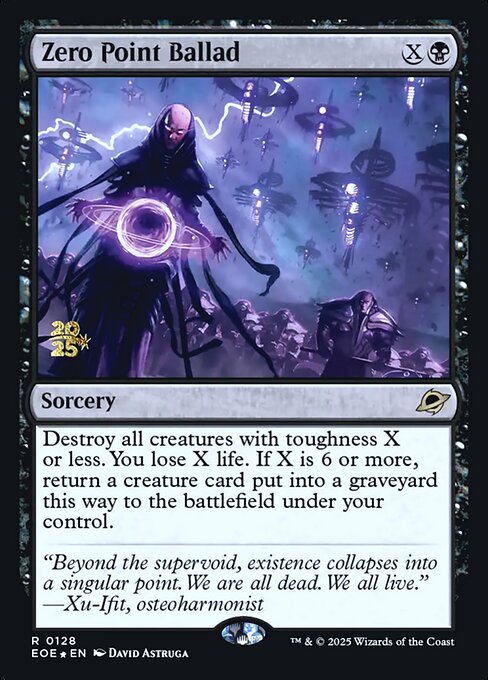 Zero Point Ballad X
2025
Sorcery
Destroy all creatures with toughness X
or less. You lose X life. If X is 6 or more,
return a creature card put into a graveyard
this way to the battlefield under your
control.
“Beyond the supervoid, existence collapses into
a singular point. We are all dead. We all live.”
—Xu-Ifit, osteoharmonist
R 0128
EOE★EN DAVID ASTRUGA
™ & © 2025 Wizards of the Coast